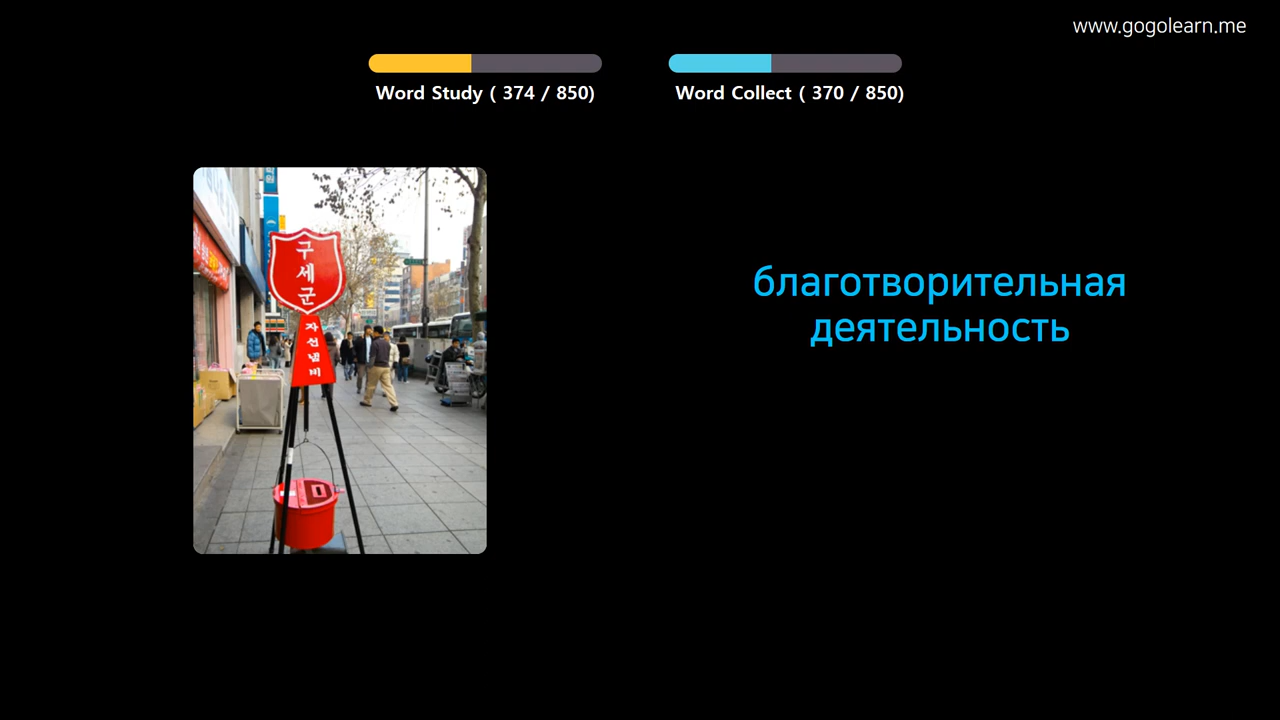 www.gogolearn.me
Word Study ( 374 / 850)
Word Collect ( 370 / 850)
구세군
자선냄비
благотворительная
деятельность